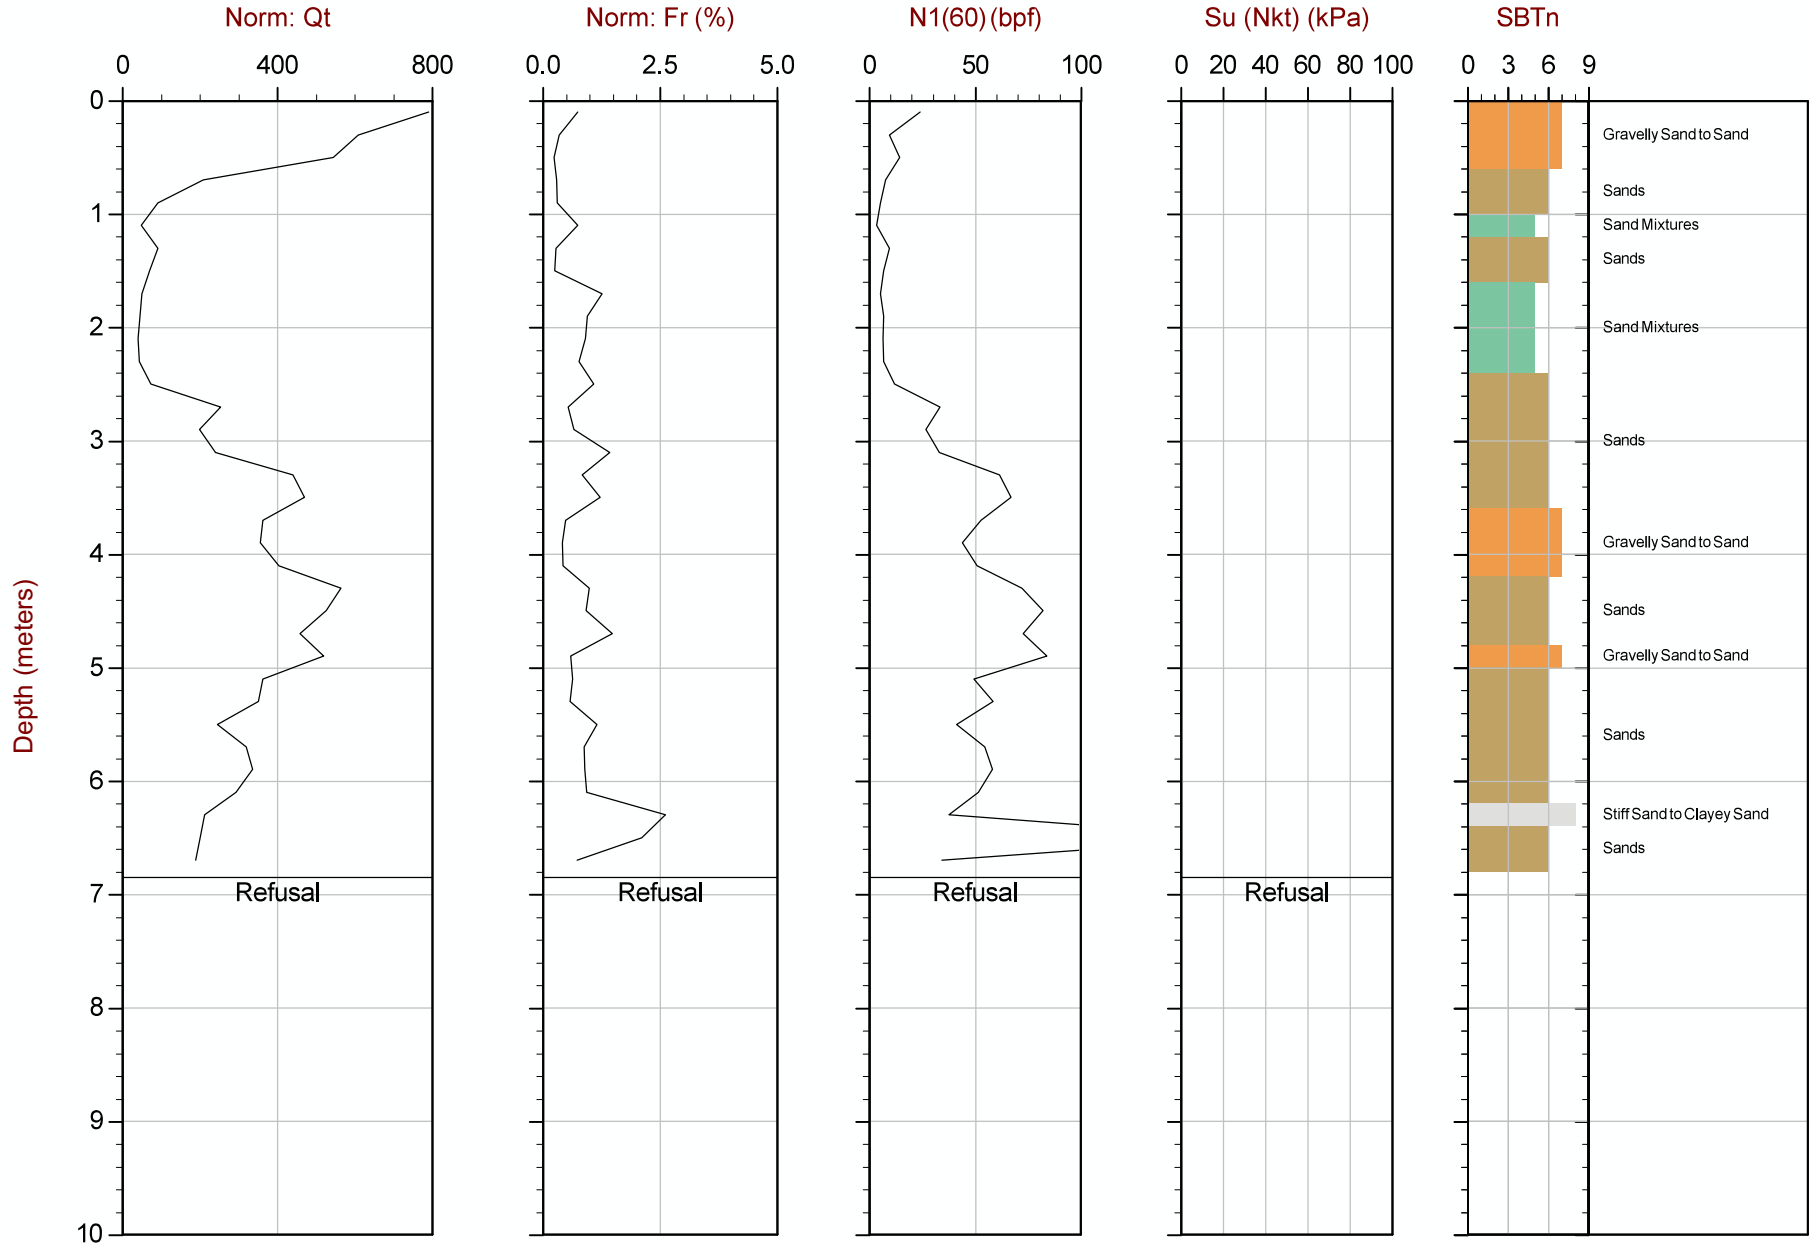 Norm: Qt Norm: Fr (%) N1(60) (bpf) Su (Nkt) (kPa) SBTn
0 400 800 0.0 2.5 5.0 0 50 100 0 20 40 60 80 100 0 3 6 9
0
Gravelly Sand to Sand
Sands
1
Sand Mixtures
Sands
2 Sand Mixtures
3 Sands
Gravelly Sand to Sand
4
Sands
Gravelly Sand to Sand
5
Depth (meters)
Sands
6
Stiff Sand to Clayey Sand
Sands
7 Refusal Refusal Refusal Refusal
8
9
10